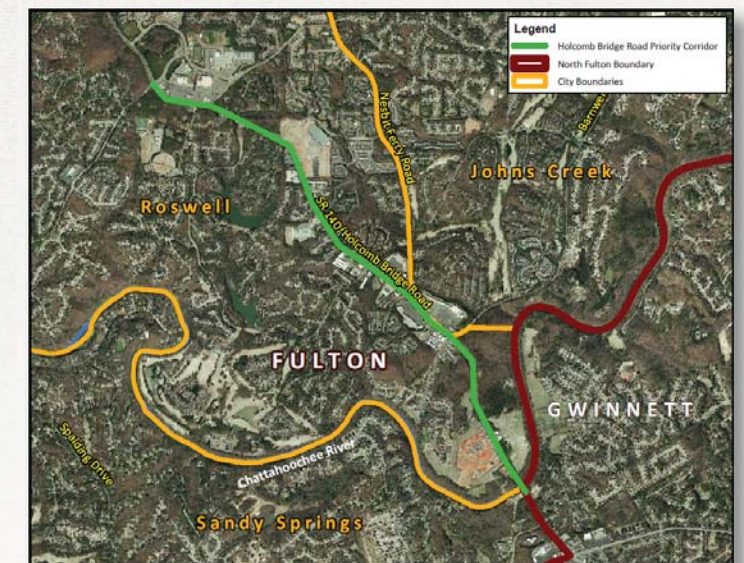 Legend
Holcomb Bridge Road Priority Corridor
North Fulton Boundary
City Boundaries
Nesbit Ferry Road
Johns Creek
Roswell
SR 140/Holcomb Bridge Road
FULTON
GWINNETT
Spalding Drive
Chattahoochee River
Sandy Springs